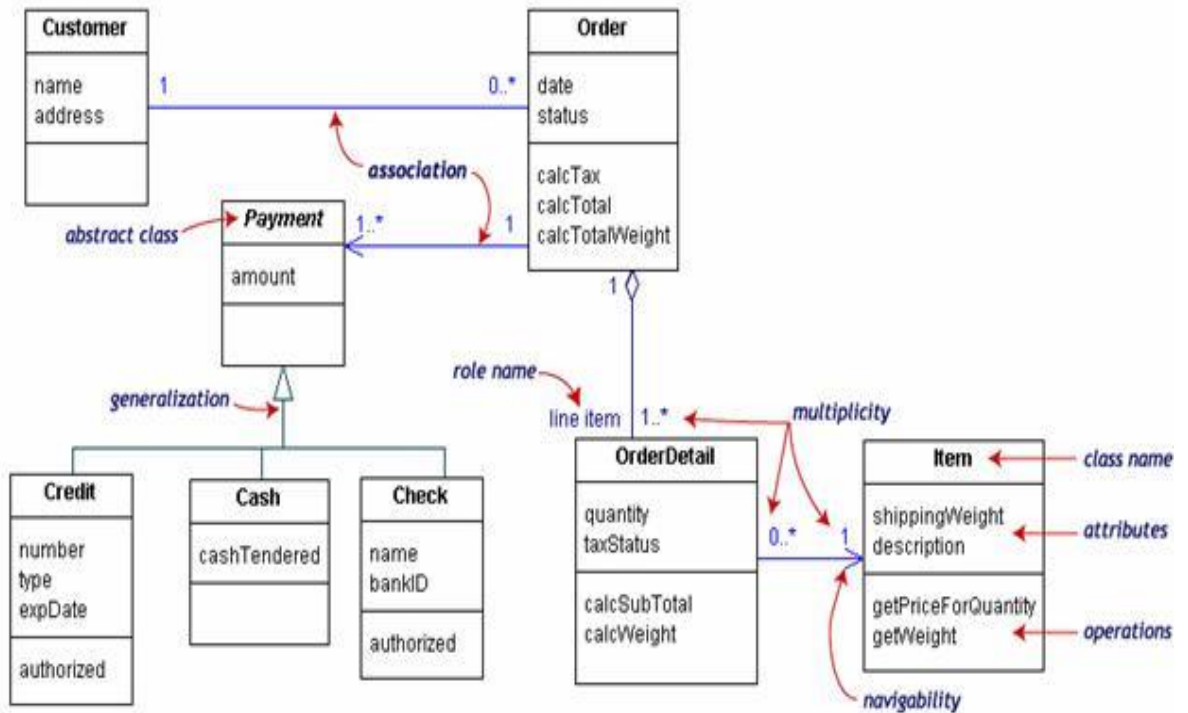 Customer
name
address
1
0..*
Order
date
status
calcTax
calcTotal
calcTotalWeight
association
abstract class
Payment
amount
1..*
1
generalization
1
role name
line item
1..*
multiplicity
Credit
number
type
expDate
authorized
Cash
cashTendered
Check
name
bankID
authorized
OrderDetail
quantity
taxStatus
calcSubTotal
calcWeight
0..*
1
Item
shippingWeight
description
getPriceForQuantity
getWeight
class name
attributes
operations
navigability